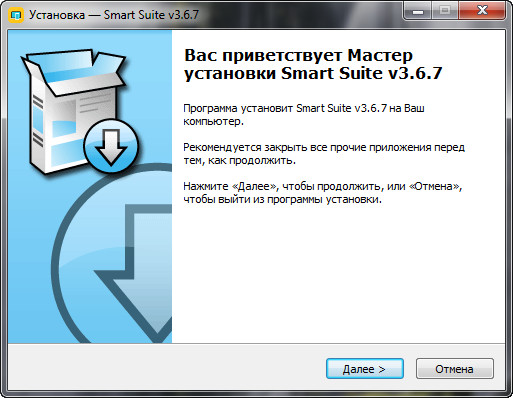 Установка — Smart Suite v3.6.7
Вас приветствует Мастер
установки Smart Suite v3.6.7
Программа установит Smart Suite v3.6.7 на Ваш
компьютер.
Рекомендуется закрыть все прочие приложения перед
тем, как продолжить.
Нажмите «Далее», чтобы продолжить, или «Отмена»,
чтобы выйти из программы установки.
Далее >
Отмена